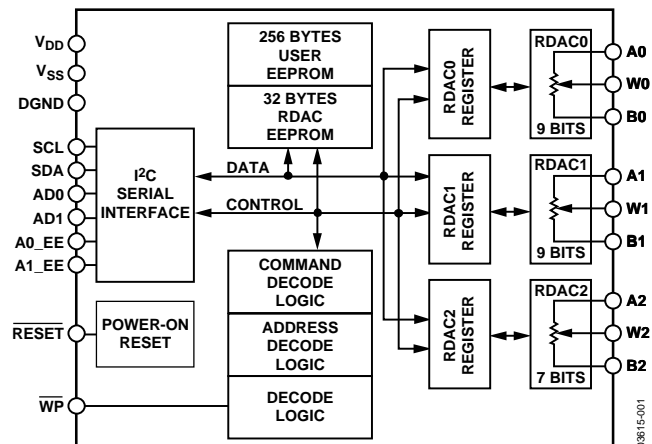 VDD
VSS
DGND
SCL
SDA
AD0
AD1
A0_EE
A1_EE
RESET
WP
I2C
SERIAL
INTERFACE
POWER-ON
RESET
256 BYTES
USER
EEPROM
32 BYTES
RDAC
EEPROM
DATA
CONTROL
COMMAND
DECODE
LOGIC
ADDRESS
DECODE
LOGIC
DECODE
LOGIC
RDAC0
REGISTER
RDAC1
REGISTER
RDAC2
REGISTER
RDAC0
9 BITS
RDAC1
9 BITS
RDAC2
7 BITS
A0
W0
B0
A1
W1
B1
A2
W2
B2
03615-001